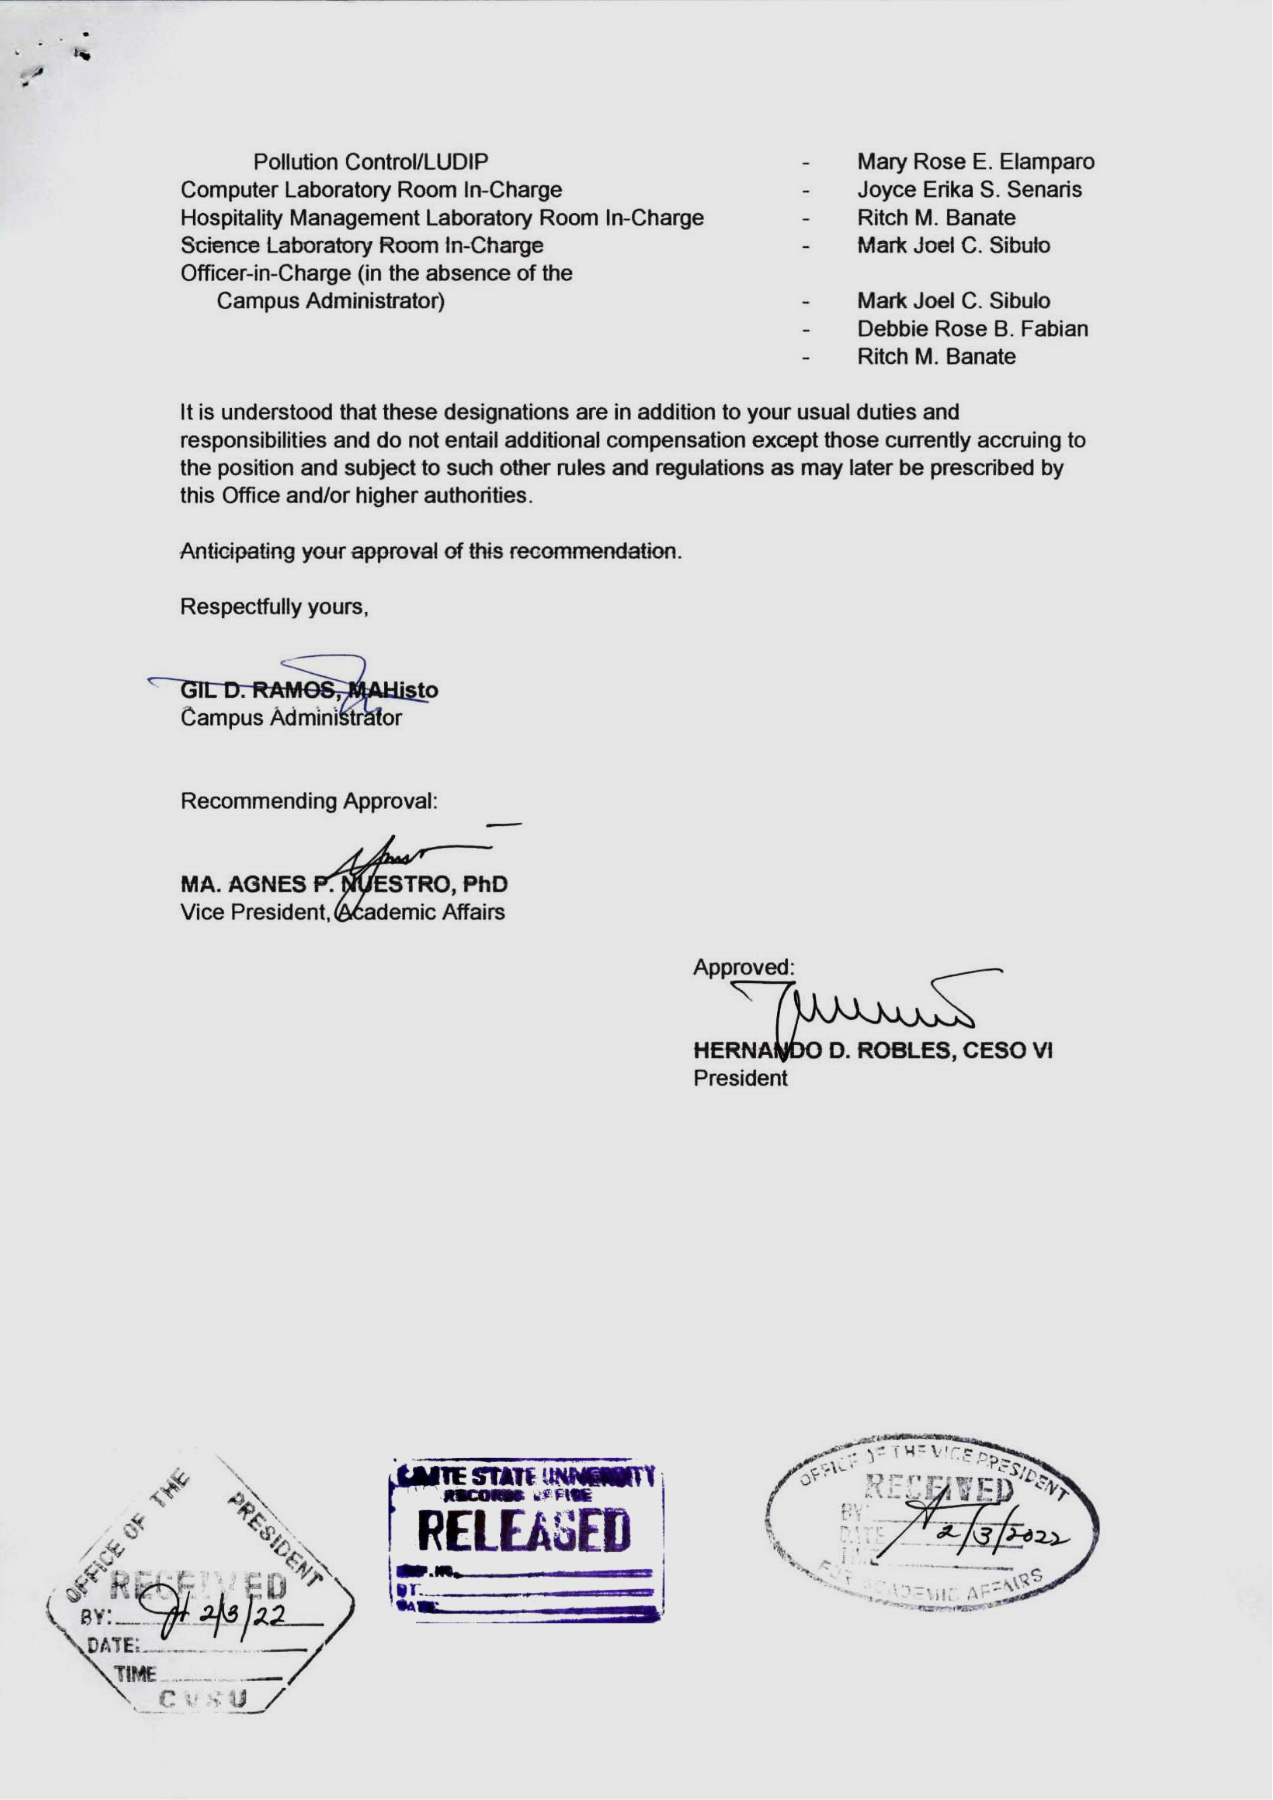 Pollution Control/LUDIP - Mary Rose E. Elamparo
Computer Laboratory Room In-Charge - Joyce Erika S. Senaris
Hospitality Management Laboratory Room In-Charge - Ritch M. Banate
Science Laboratory Room In-Charge - Mark Joel C. Sibulo
Officer-in-Charge (in the absence of the
Campus Administrator) - Mark Joel C. Sibulo
- Debbie Rose B. Fabian
- Ritch M. Banate
It is understood that these designations are in addition to your usual duties and
responsibilities and do not entail additional compensation except those currently accruing to
the position and subject to such other rules and regulations as may later be prescribed by
this Office and/or higher authorities.
Anticipating your approval of this recommendation.
Respectfully yours,
GIL D. RAMOS, MAHisto
Campus Administrator
Recommending Approval:
MA. AGNES P. NUESTRO, PhD
Vice President, Academic Affairs
Approved:
HERNANDO D. ROBLES, CESO VI
President
OFFICE OF THE PRESIDENT
RECEIVED
BY: 2/3/22
DATE:
TIME
CVSU
STATE UNIVERSITY
RECORDS OFFICE
RELEASED
BY.
DATE:
OFFICE OF THE VICE PRESIDENT
RECEIVED
BY
DATE 2/3/2022
TIME
FOR ACADEMIC AFFAIRS